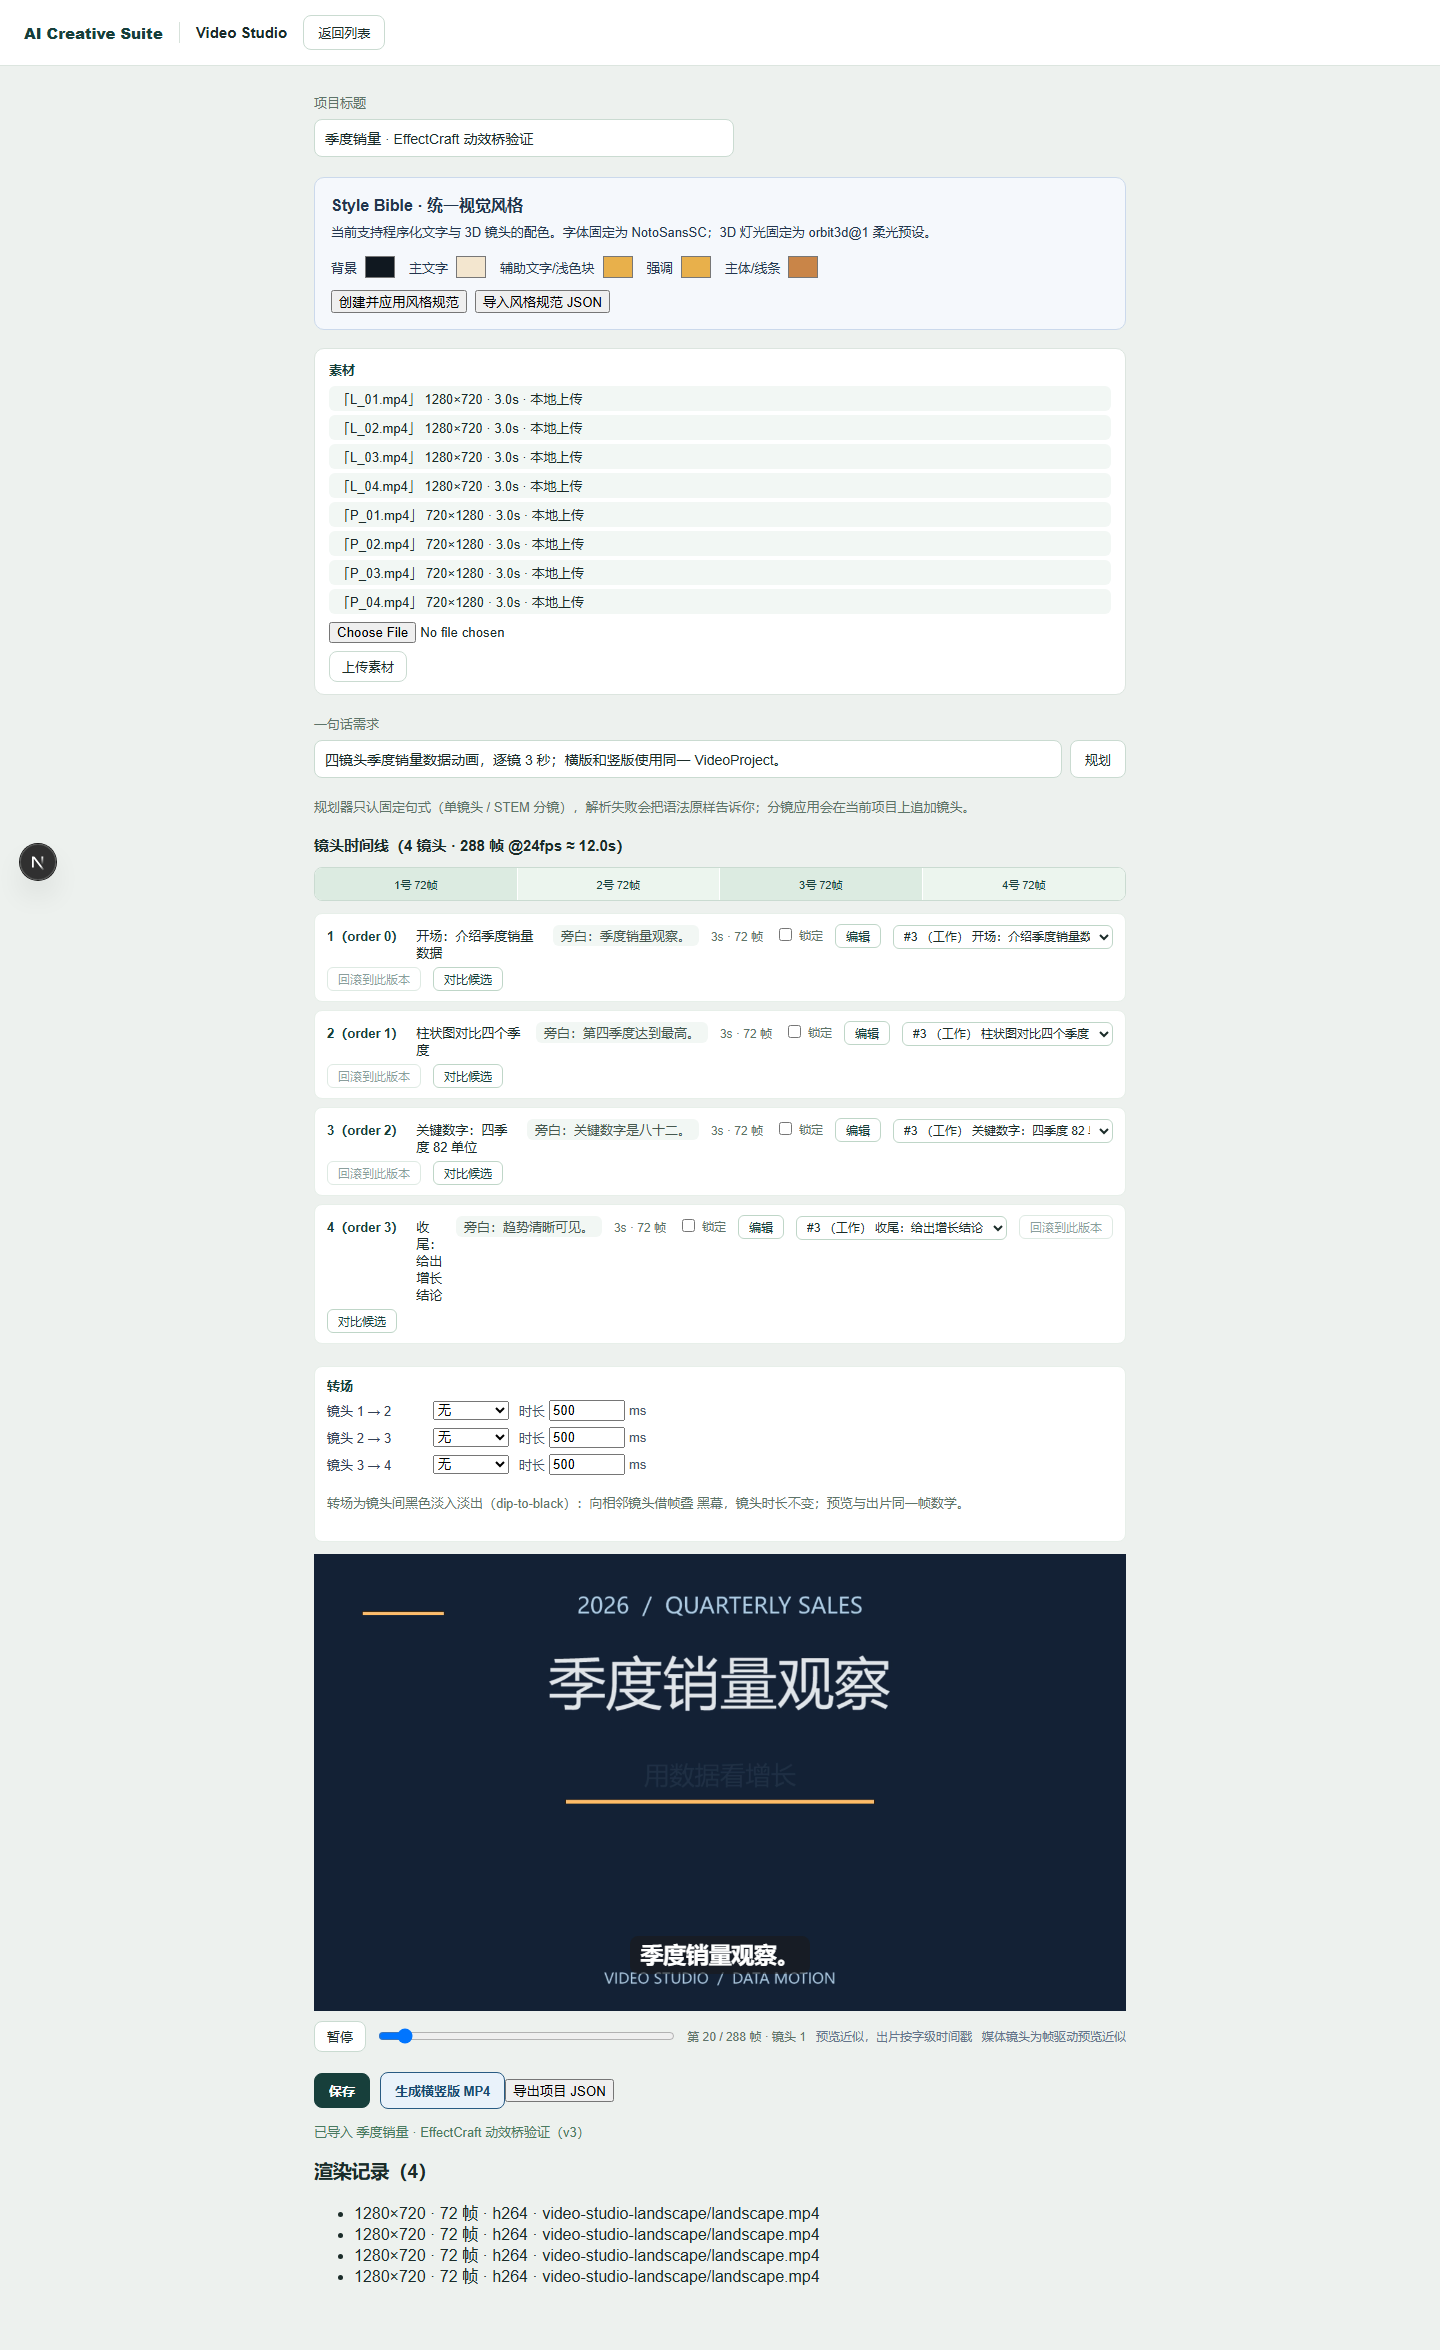 AI Creative Suite
Video Studio
返回列表
项目标题
季度销量 · EffectCraft 动效桥验证
Style Bible · 统一视觉风格
当前支持程序化文字与 3D 镜头的配色。字体固定为 NotoSansSC；3D 灯光固定为 orbit3d@1 柔光预设。
背景 主文字 辅助文字/浅色块 强调 主体/线条
创建并应用风格规范 导入风格规范 JSON
素材
「L_01.mp4」 1280×720 · 3.0s · 本地上传
「L_02.mp4」 1280×720 · 3.0s · 本地上传
「L_03.mp4」 1280×720 · 3.0s · 本地上传
「L_04.mp4」 1280×720 · 3.0s · 本地上传
「P_01.mp4」 720×1280 · 3.0s · 本地上传
「P_02.mp4」 720×1280 · 3.0s · 本地上传
「P_03.mp4」 720×1280 · 3.0s · 本地上传
「P_04.mp4」 720×1280 · 3.0s · 本地上传
Choose File No file chosen
上传素材
一句话需求
四镜头季度销量数据动画，逐镜 3 秒；横版和竖版使用同一 VideoProject。
规划
规划器只认固定句式（单镜头 / STEM 分镜），解析失败会把语法原样告诉你；分镜应用会在当前项目上追加镜头。
镜头时间线（4 镜头 · 288 帧 @24fps ≈ 12.0s）
1号 72帧 2号 72帧 3号 72帧 4号 72帧
1（order 0） 开场：介绍季度销量 旁白：季度销量观察。 3s · 72 帧 锁定 编辑 #3 （工作） 开场：介绍季度销量数
数据
回滚到此版本 对比候选
2（order 1） 柱状图对比四个季 旁白：第四季度达到最高。 3s · 72 帧 锁定 编辑 #3 （工作） 柱状图对比四个季度
度
回滚到此版本 对比候选
3（order 2） 关键数字：四季 旁白：关键数字是八十二。 3s · 72 帧 锁定 编辑 #3 （工作） 关键数字：四季度 82
度 82 单位
回滚到此版本 对比候选
4（order 3） 收 旁白：趋势清晰可见。 3s · 72 帧 锁定 编辑 #3 （工作） 收尾：给出增长结论 回滚到此版本
尾：
给出
增长
结论
对比候选
转场
镜头 1 → 2 无 时长 500 ms
镜头 2 → 3 无 时长 500 ms
镜头 3 → 4 无 时长 500 ms
转场为镜头间黑色淡入淡出（dip-to-black）：向相邻镜头借帧叠 黑幕，镜头时长不变；预览与出片同一帧数学。
2026 / QUARTERLY SALES
季度销量观察
用数据看增长
季度销量观察。
VIDEO STUDIO / DATA MOTION
暂停 第 20 / 288 帧 · 镜头 1 预览近似，出片按字级时间戳 媒体镜头为帧驱动预览近似
保存 生成横竖版 MP4 导出项目 JSON
已导入 季度销量 · EffectCraft 动效桥验证（v3）
渲染记录（4）
1280×720 · 72 帧 · h264 · video-studio-landscape/landscape.mp4
1280×720 · 72 帧 · h264 · video-studio-landscape/landscape.mp4
1280×720 · 72 帧 · h264 · video-studio-landscape/landscape.mp4
1280×720 · 72 帧 · h264 · video-studio-landscape/landscape.mp4
N